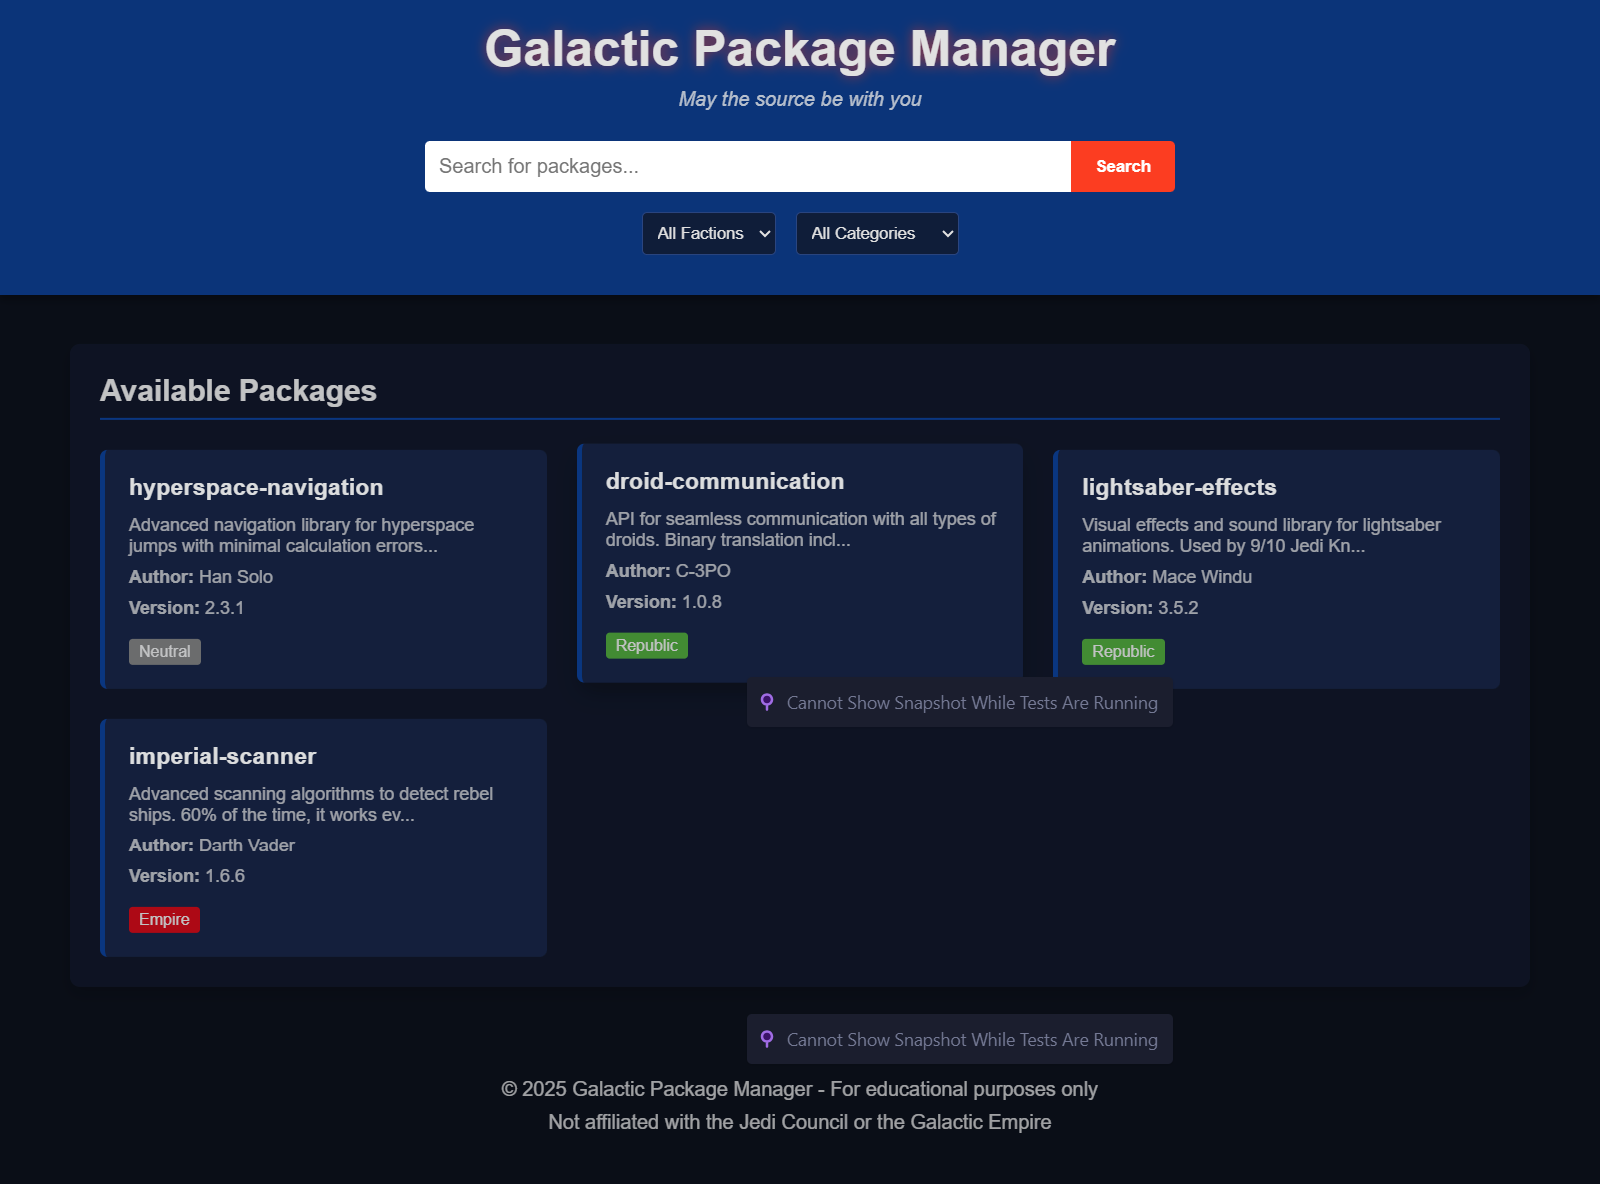 Galactic Package Manager
May the source be with you
Search for packages...
Search
All Factions
All Categories
Available Packages
hyperspace-navigation
Advanced navigation library for hyperspace
jumps with minimal calculation errors...
Author: Han Solo
Version: 2.3.1
Neutral
droid-communication
API for seamless communication with all types of
droids. Binary translation incl...
Author: C-3PO
Version: 1.0.8
Republic
lightsaber-effects
Visual effects and sound library for lightsaber
animations. Used by 9/10 Jedi Kn...
Author: Mace Windu
Version: 3.5.2
Republic
Cannot Show Snapshot While Tests Are Running
imperial-scanner
Advanced scanning algorithms to detect rebel
ships. 60% of the time, it works ev...
Author: Darth Vader
Version: 1.6.6
Empire
Cannot Show Snapshot While Tests Are Running
© 2025 Galactic Package Manager - For educational purposes only
Not affiliated with the Jedi Council or the Galactic Empire